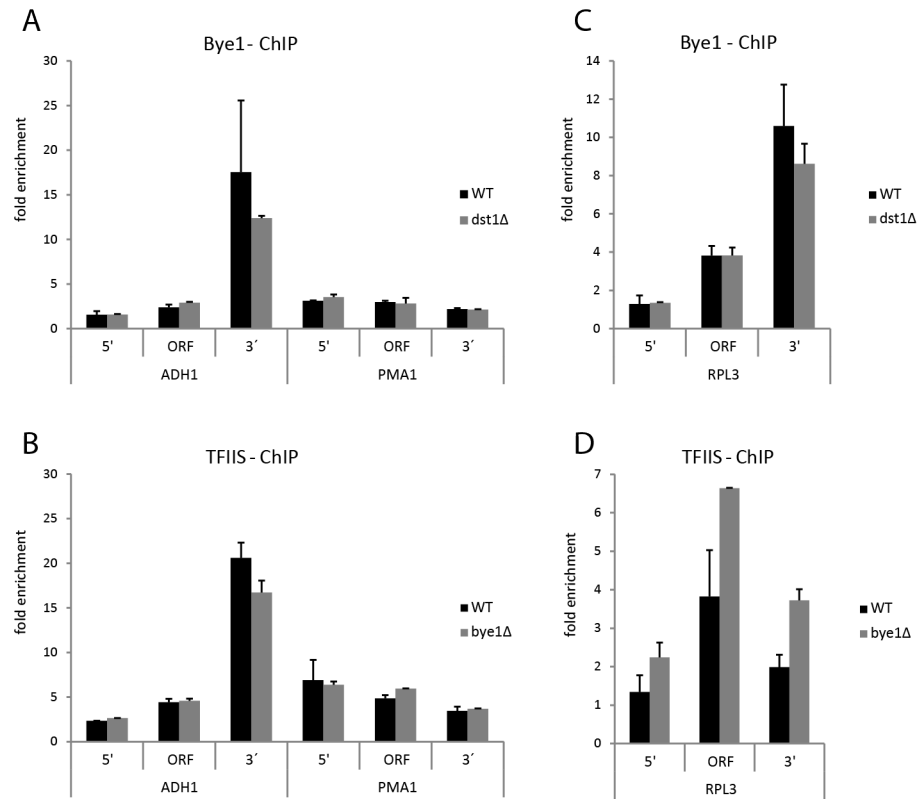 A
Bye1 - ChIP
fold enrichment
30
25
20
15
10
5
0
5' ORF 3´ 5' ORF 3´
ADH1 PMA1
WT
dst1Δ
C
Bye1 - ChIP
fold enrichment
14
12
10
8
6
4
2
0
5' ORF 3'
RPL3
WT
dst1Δ
B
TFIIS - ChIP
fold enrichment
30
25
20
15
10
5
0
5' ORF 3´ 5' ORF 3´
ADH1 PMA1
WT
bye1Δ
D
TFIIS - ChIP
fold enrichment
7
6
5
4
3
2
1
0
5' ORF 3'
RPL3
WT
bye1Δ